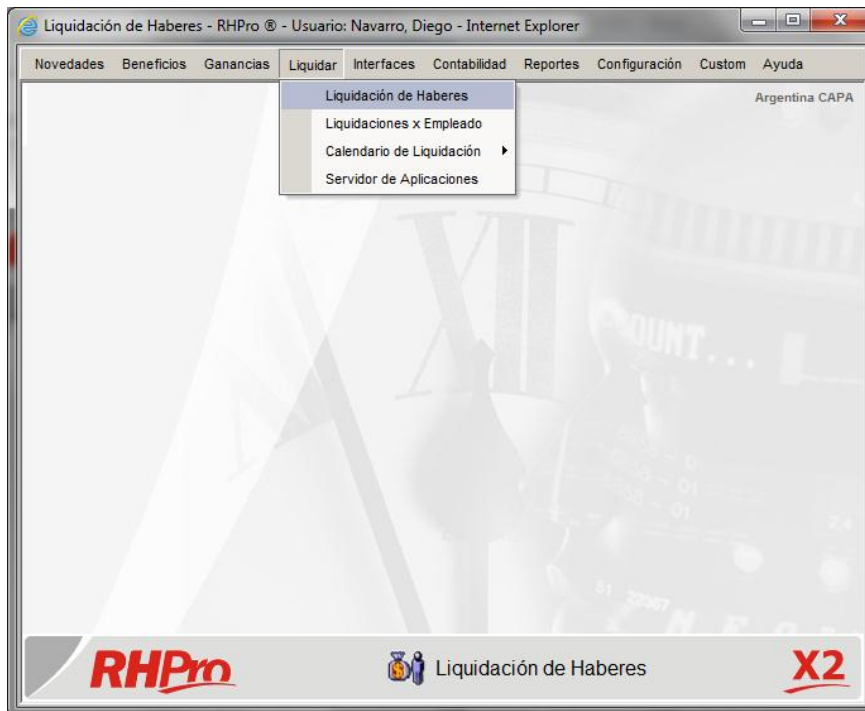 Liquidación de Haberes - RHPro ® - Usuario: Navarro, Diego - Internet Explorer
Novedades Beneficios Ganancias Liquidar Interfaces Contabilidad Reportes Configuración Custom Ayuda
Argentina CAPA
Liquidación de Haberes
Liquidaciones x Empleado
Calendario de Liquidación
Servidor de Aplicaciones
XII
OUNT...
51 22367
RHPro Liquidación de Haberes X2